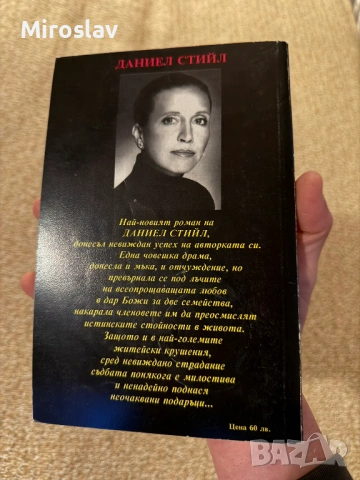 Miroslav
ДАНИЕЛ СТИЙЛ
Най-новият роман на
ДАНИЕЛ СТИЙЛ,
донесъл невиждан успех на авторката си.
Една човешка драма,
донесла и мъка, и отчуждение, но
превърнала се под лъчите
на всеопрощаващата любов
в дар Божи за две семейства,
накарала членовете им да преосмислят
истинските стойности в живота.
Защото и в най-големите
житейски крушения,
сред невиждано страдание
съдбата понякога е милостива
и ненадейно поднася
неочаквани подаръци...
Цена 60 лв.
BAZAR
bg